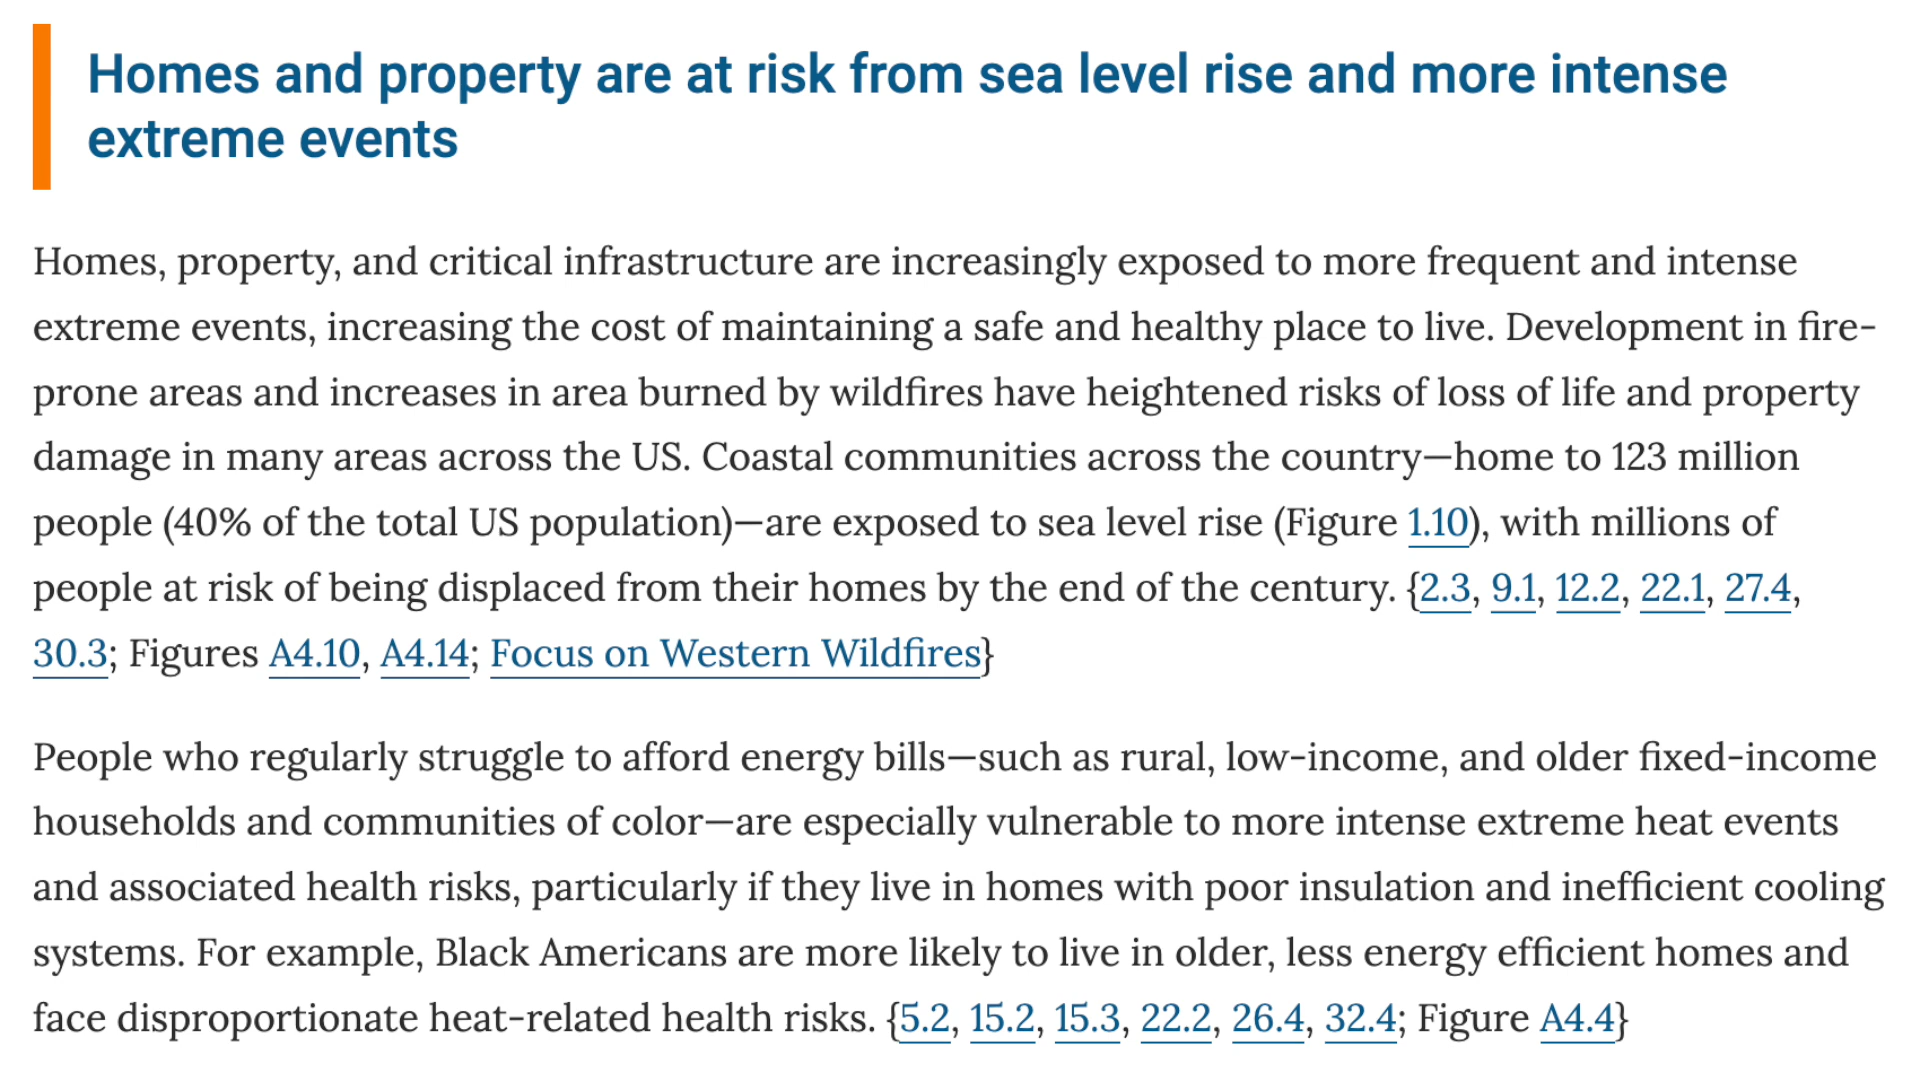 Homes and property are at risk from sea level rise and more intense
extreme events
Homes, property, and critical infrastructure are increasingly exposed to more frequent and intense
extreme events, increasing the cost of maintaining a safe and healthy place to live. Development in fire-
prone areas and increases in area burned by wildfires have heightened risks of loss of life and property
damage in many areas across the US. Coastal communities across the country—home to 123 million
people (40% of the total US population)—are exposed to sea level rise (Figure 1.10), with millions of
people at risk of being displaced from their homes by the end of the century. {2.3, 9.1, 12.2, 22.1, 27.4,
30.3; Figures A4.10, A4.14; Focus on Western Wildfires}
People who regularly struggle to afford energy bills—such as rural, low-income, and older fixed-income
households and communities of color—are especially vulnerable to more intense extreme heat events
and associated health risks, particularly if they live in homes with poor insulation and inefficient cooling
systems. For example, Black Americans are more likely to live in older, less energy efficient homes and
face disproportionate heat-related health risks. {5.2, 15.2, 15.3, 22.2, 26.4, 32.4; Figure A4.4}